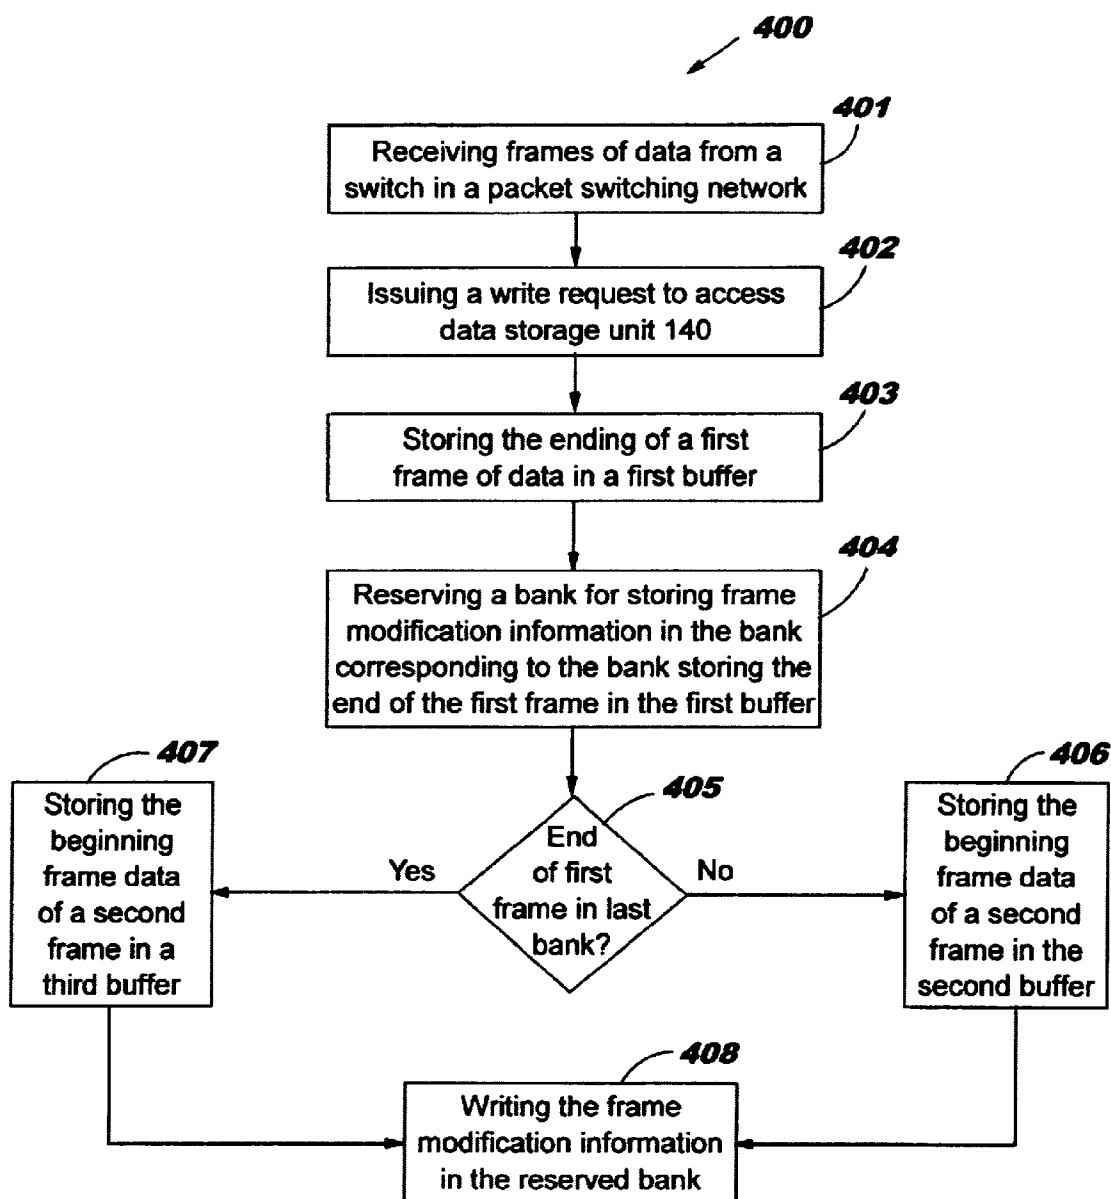 400
401
Receiving frames of data from a
switch in a packet switching network
402
Issuing a write request to access
data storage unit 140
403
Storing the ending of a first
frame of data in a first buffer
404
Reserving a bank for storing frame
modification information in the bank
corresponding to the bank storing the
end of the first frame in the first buffer
405
End
of first
frame in last
bank?
Yes
No
407
Storing the
beginning
frame data
of a second
frame in a
third buffer
406
Storing the
beginning
frame data
of a second
frame in the
second buffer
408
Writing the frame
modification information
in the reserved bank